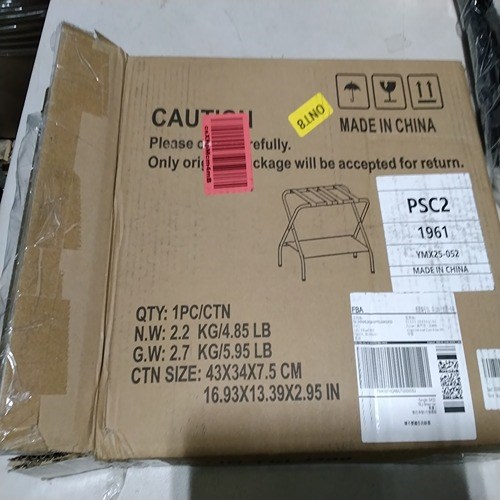 CAUTION
ONT8
MADE IN CHINA
Please
refully.
Only
ckage will be accepted for return.
PSC2
1961
YMX25-052
MADE IN CHINA
FBA
QTY: 1PC/CTN
N.W: 2.2 KG/4.85 LB
G.W: 2.7 KG/5.95 LB
CTN SIZE: 43X34X7.5 CM
16.93X13.39X2.95 IN